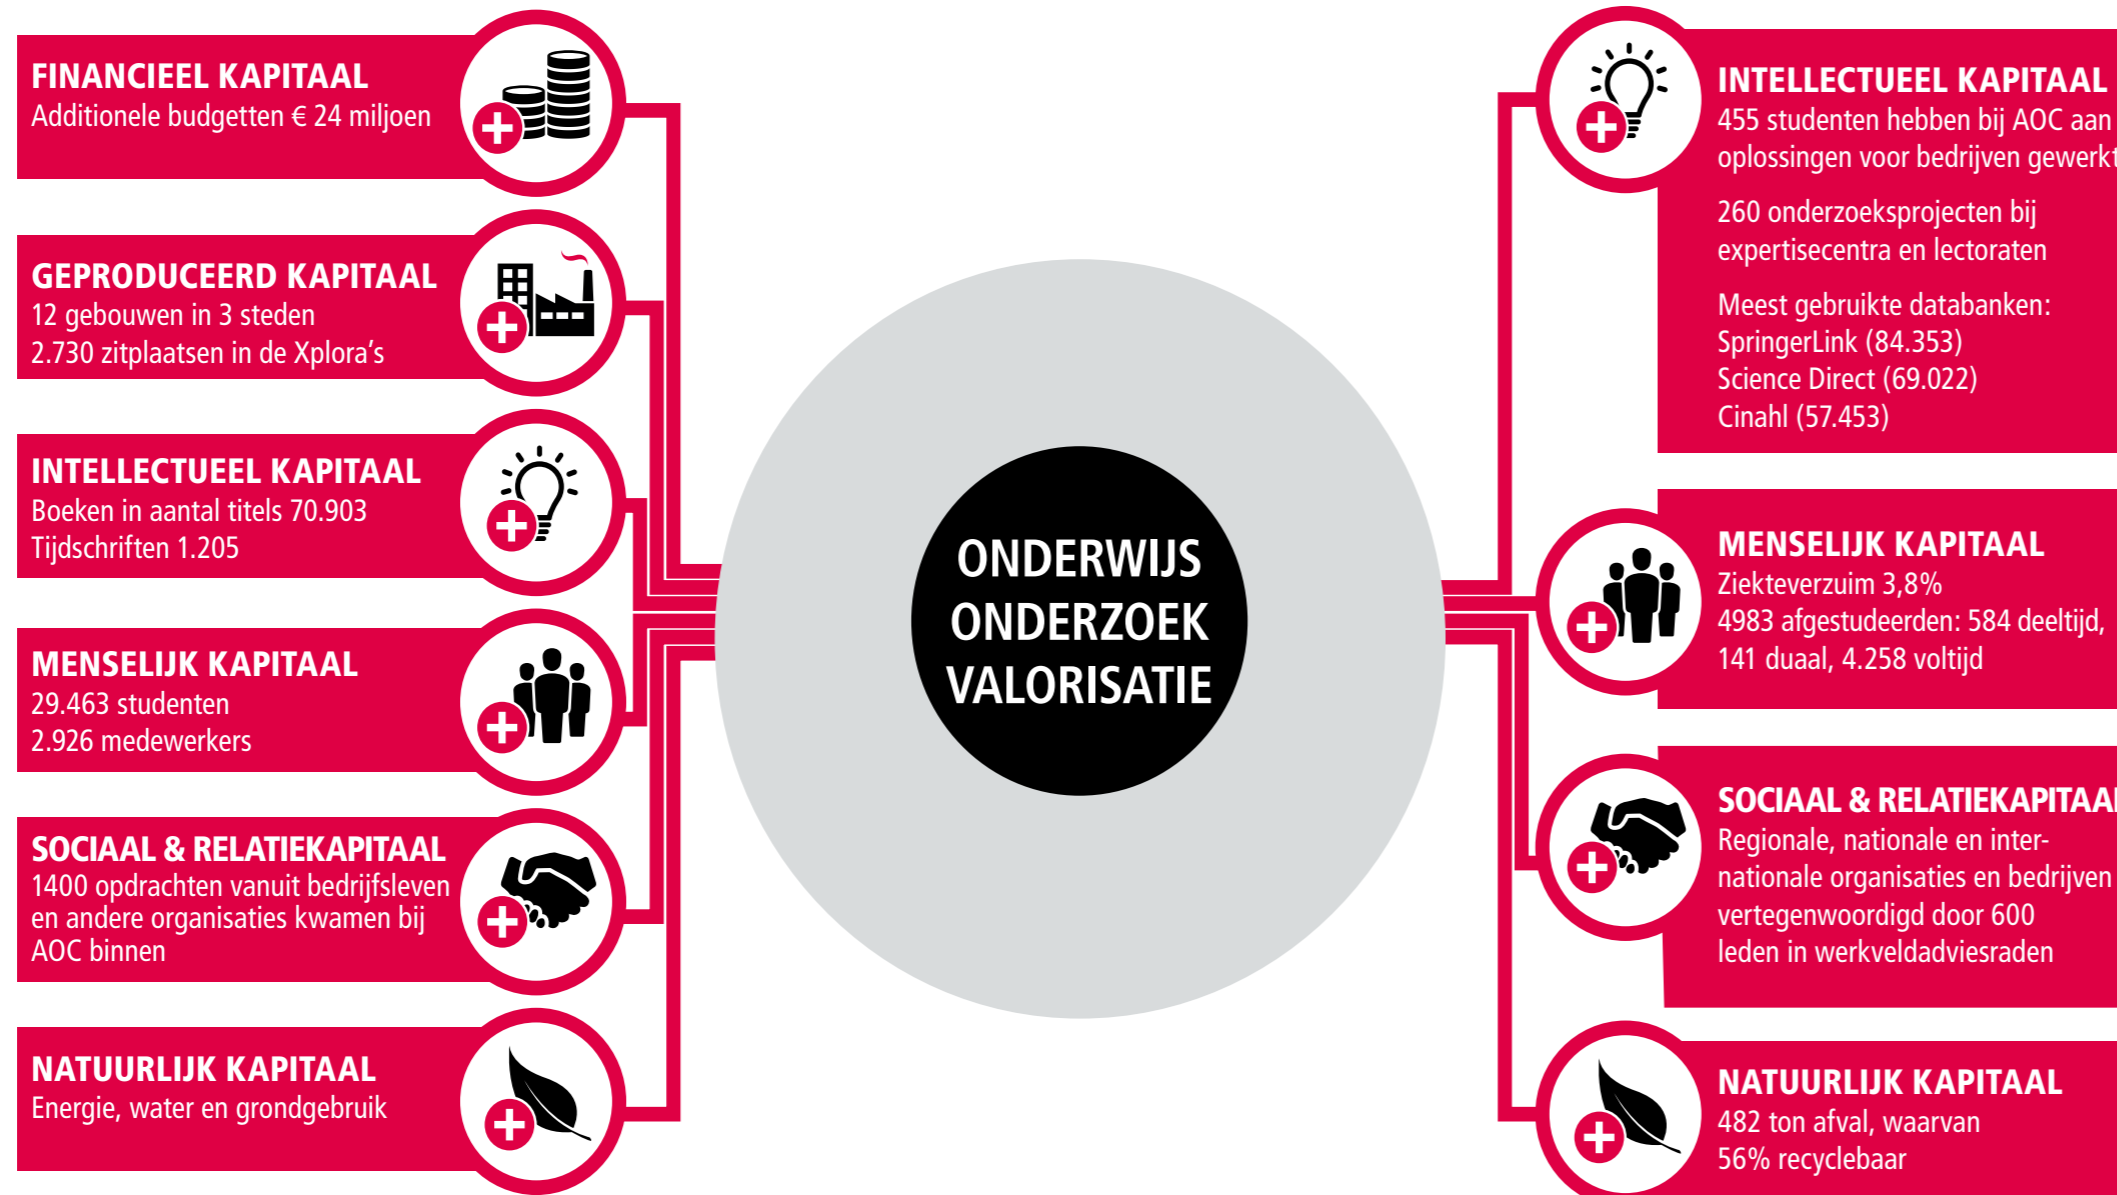 FINANCIEEL KAPITAAL
Additionele budgetten € 24 miljoen
GEPRODUCEERD KAPITAAL
12 gebouwen in 3 steden
2.730 zitplaatsen in de Xplora’s
INTELLECTUEEL KAPITAAL
Boeken in aantal titels 70.903
Tijdschriften 1.205
MENSELIJK KAPITAAL
29.463 studenten
2.926 medewerkers
SOCIAAL & RELATIEKAPITAAL
1400 opdrachten vanuit bedrijfsleven
en andere organisaties kwamen bij
AOC binnen
NATUURLIJK KAPITAAL
Energie, water en grondgebruik
ONDERWIJS
ONDERZOEK
VALORISATIE
INTELLECTUEEL KAPITAAL
455 studenten hebben bij AOC aan
oplossingen voor bedrijven gewerkt
260 onderzoeksprojecten bij
expertisecentra en lectoraten
Meest gebruikte databanken:
SpringerLink (84.353)
Science Direct (69.022)
Cinahl (57.453)
MENSELIJK KAPITAAL
Ziekteverzuim 3,8%
4983 afgestudeerden: 584 deeltijd,
141 duaal, 4.258 voltijd
SOCIAAL & RELATIEKAPITAAL
Regionale, nationale en inter-
nationale organisaties en bedrijven
vertegenwoordigd door 600
leden in werkveldadviesraden
NATUURLIJK KAPITAAL
482 ton afval, waarvan
56% recyclebaar